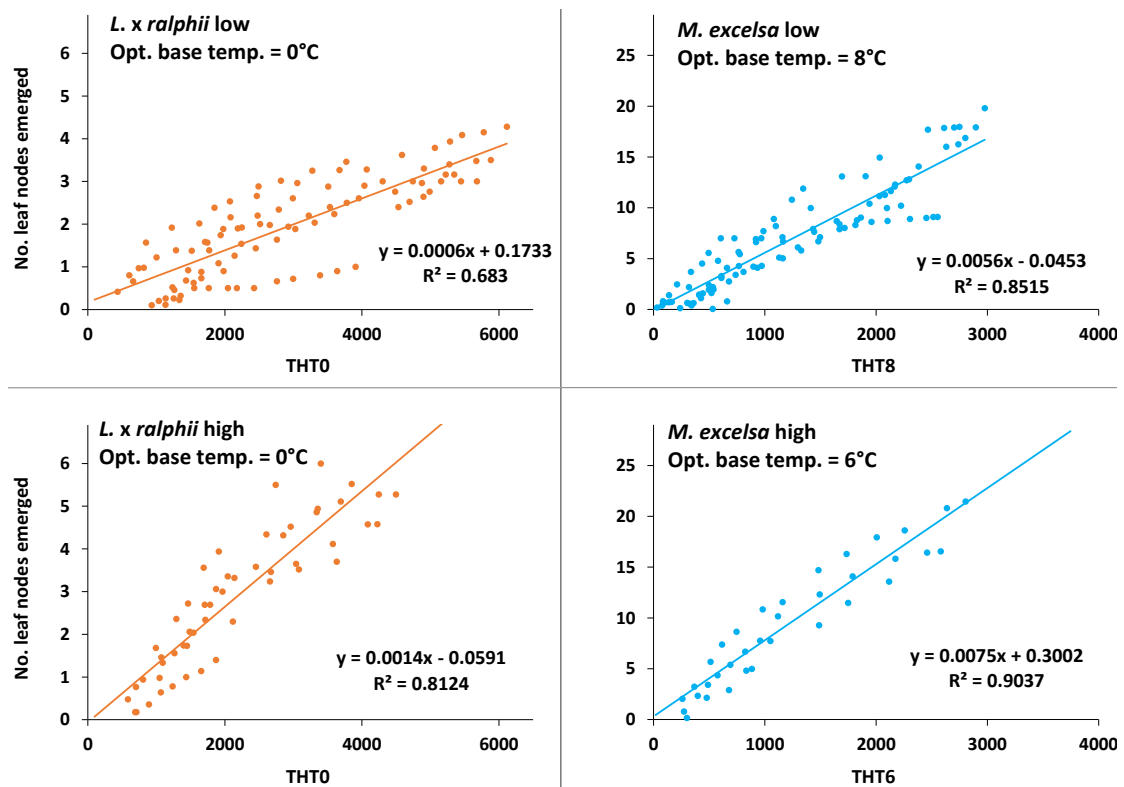 L. x ralphii low
Opt. base temp. = 0°C
No. leaf nodes emerged
6
5
4
3
2
1
0
y = 0.0006x + 0.1733
R² = 0.683
0 2000 4000 6000
THT0
M. excelsa low
Opt. base temp. = 8°C
25
20
15
10
5
0
y = 0.0056x - 0.0453
R² = 0.8515
0 1000 2000 3000 4000
THT8
L. x ralphii high
Opt. base temp. = 0°C
No. leaf nodes emerged
6
5
4
3
2
1
0
y = 0.0014x - 0.0591
R² = 0.8124
0 2000 4000 6000
THT0
M. excelsa high
Opt. base temp. = 6°C
25
20
15
10
5
0
y = 0.0075x + 0.3002
R² = 0.9037
0 1000 2000 3000 4000
THT6